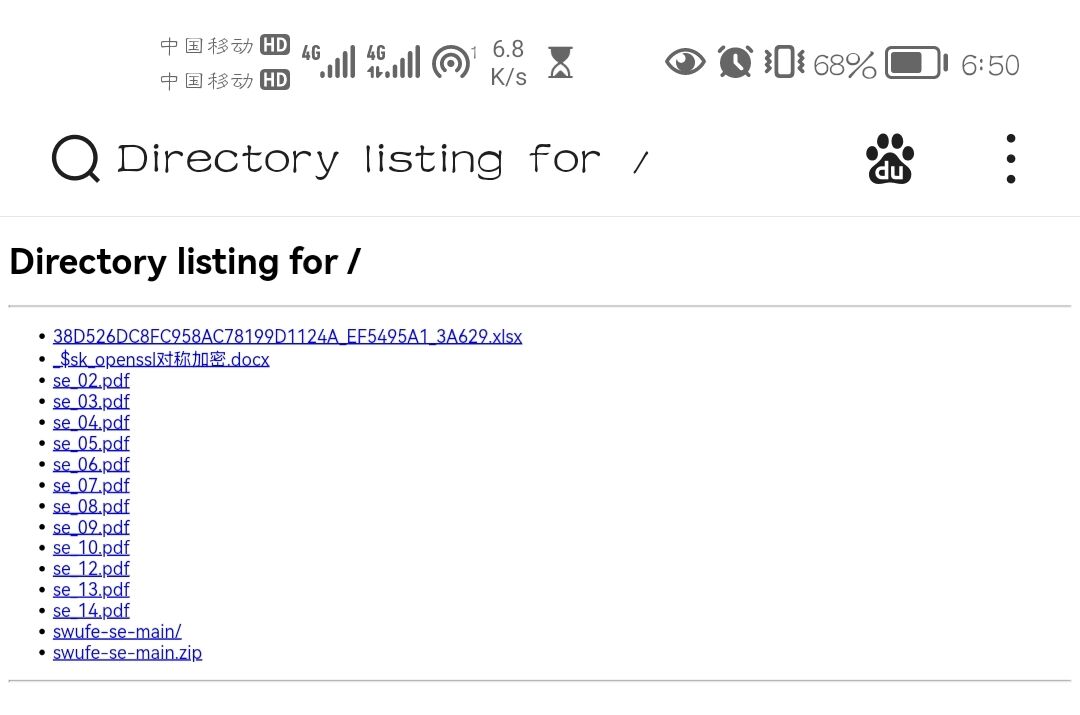 中国移动 HD
中国移动 HD
4G
4G
1
6.8
K/s
68%
6:50
Directory listing for /
du
Directory listing for /
38D526DC8FC958AC78199D1124A_EF5495A1_3A629.xlsx
_$sk_openssl对称加密.docx
se_02.pdf
se_03.pdf
se_04.pdf
se_05.pdf
se_06.pdf
se_07.pdf
se_08.pdf
se_09.pdf
se_10.pdf
se_12.pdf
se_13.pdf
se_14.pdf
swufe-se-main/
swufe-se-main.zip